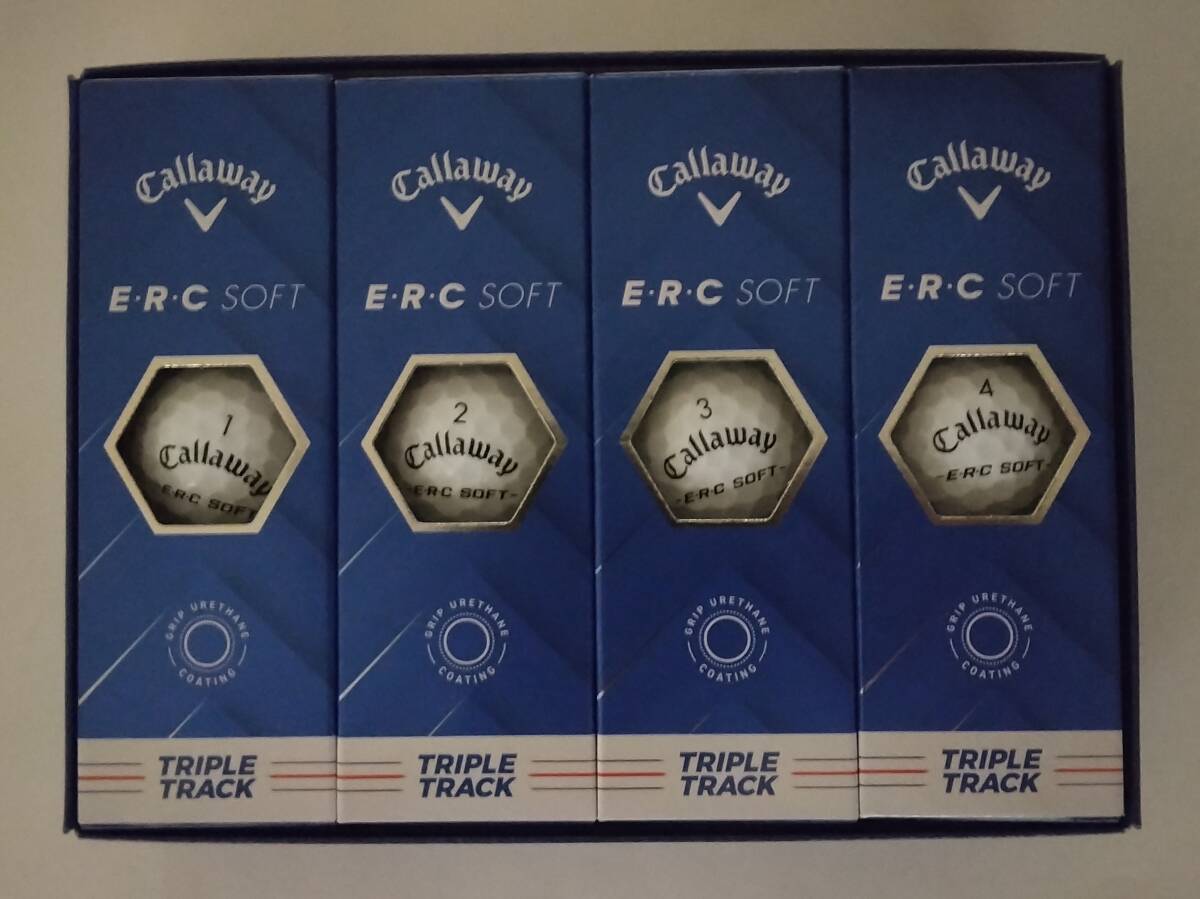 Callaway
E·R·C SOFT
1
Callaway
E·R·C SOFT
GRIP URETHANE
COATING
TRIPLE
TRACK
Callaway
E·R·C SOFT
2
Callaway
-E·R·C SOFT-
GRIP URETHANE
COATING
TRIPLE
TRACK
Callaway
E·R·C SOFT
3
Callaway
-E·R·C SOFT-
GRIP URETHANE
COATING
TRIPLE
TRACK
Callaway
E·R·C SOFT
4
Callaway
-E·R·C SOFT-
GRIP URETHANE
COATING
TRIPLE
TRACK